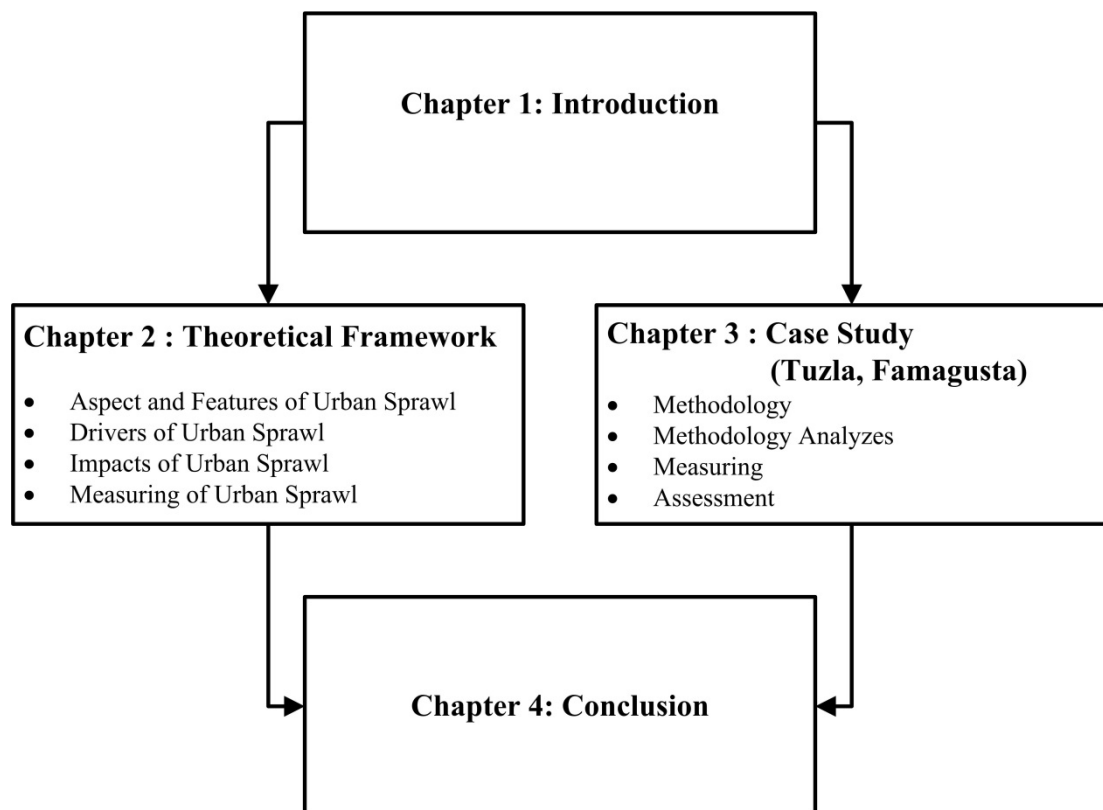 Chapter 1: Introduction
Chapter 2 : Theoretical Framework
• Aspect and Features of Urban Sprawl
• Drivers of Urban Sprawl
• Impacts of Urban Sprawl
• Measuring of Urban Sprawl
Chapter 3 : Case Study
(Tuzla, Famagusta)
• Methodology
• Methodology Analyzes
• Measuring
• Assessment
Chapter 4: Conclusion